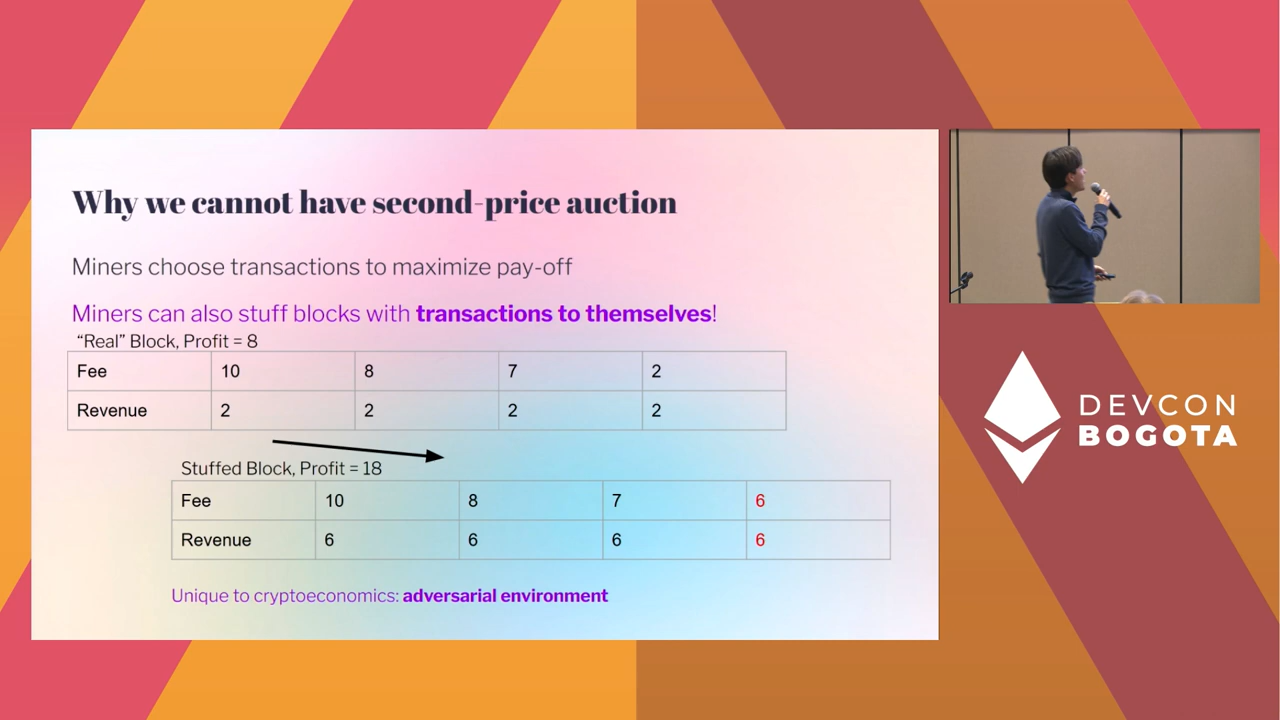 Why we cannot have second-price auction
Miners choose transactions to maximize pay-off
Miners can also stuff blocks with transactions to themselves!
“Real” Block, Profit = 8
Fee 10 8 7 2
Revenue 2 2 2 2
Stuffed Block, Profit = 18
Fee 10 8 7 6
Revenue 6 6 6 6
Unique to cryptoeconomics: adversarial environment
DEVCON
BOGOTA